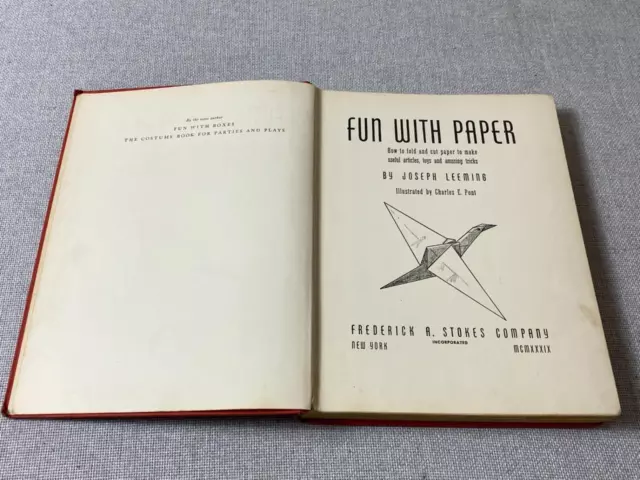 By the same author
FUN WITH BOXES
THE COSTUME BOOK FOR PARTIES AND PLAYS
FUN WITH PAPER
How to fold and cut paper to make
useful articles, toys and amusing tricks
BY JOSEPH LEEMING
Illustrated by Charles E. Pont
FREDERICK A. STOKES COMPANY
INCORPORATED
NEW YORK MCMXXXIX